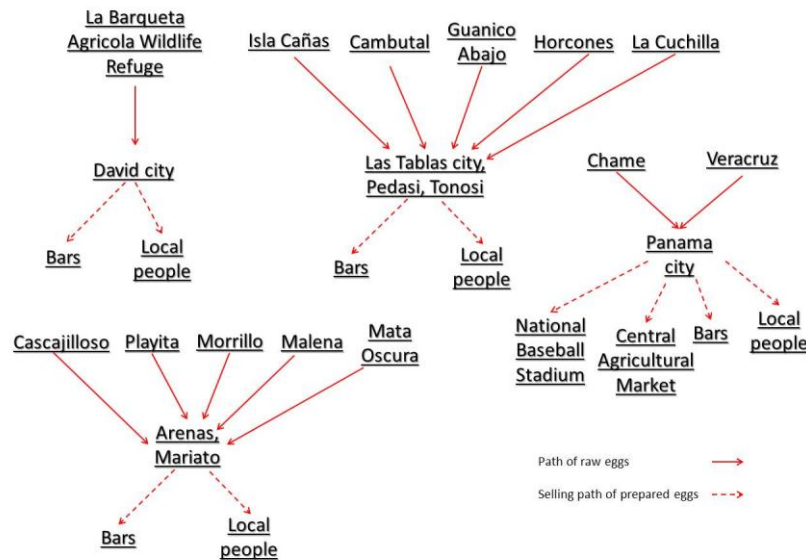 La Barqueta
Agricola Wildlife
Refuge
David city
Bars
Local
people
Isla Cañas
Cambutal
Guanico
Abajo
Horcones
La Cuchilla
Las Tablas city,
Pedasi, Tonosi
Bars
Local
people
Chame
Veracruz
Panama
city
National
Baseball
Stadium
Central
Agricultural
Market
Bars
Local
people
Cascajilloso
Playita
Morrillo
Malena
Mata
Oscura
Arenas,
Mariato
Bars
Local
people
Path of raw eggs
Selling path of prepared eggs